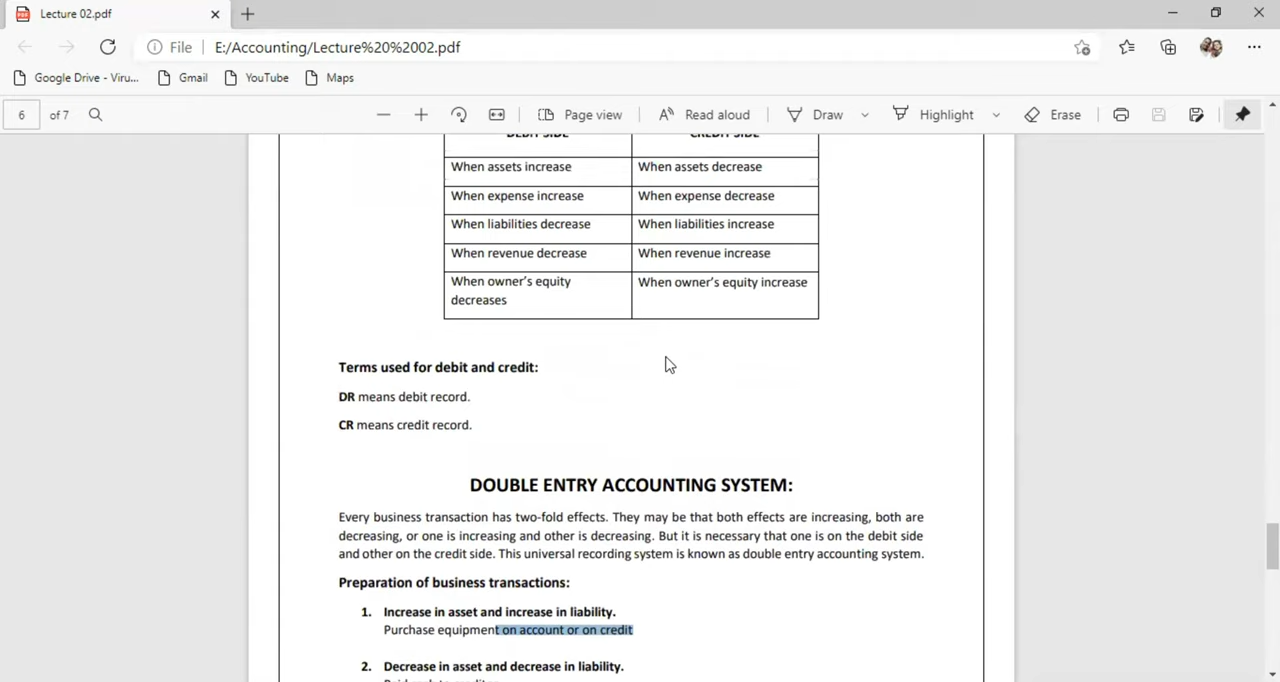 Lecture 02.pdf
File
E:/Accounting/Lecture%20%2002.pdf
Google Drive - Viru...
Gmail
YouTube
Maps
6
of 7
Page view
Read aloud
Draw
Highlight
Erase
DEBIT SIDE
CREDIT SIDE
When assets increase
When assets decrease
When expense increase
When expense decrease
When liabilities decrease
When liabilities increase
When revenue decrease
When revenue increase
When owner's equity
decreases
When owner's equity increase
Terms used for debit and credit:
DR means debit record.
CR means credit record.
DOUBLE ENTRY ACCOUNTING SYSTEM:
Every business transaction has two-fold effects. They may be that both effects are increasing, both are
decreasing, or one is increasing and other is decreasing. But it is necessary that one is on the debit side
and other on the credit side. This universal recording system is known as double entry accounting system.
Preparation of business transactions:
1. Increase in asset and increase in liability.
Purchase equipment on account or on credit
2. Decrease in asset and decrease in liability.